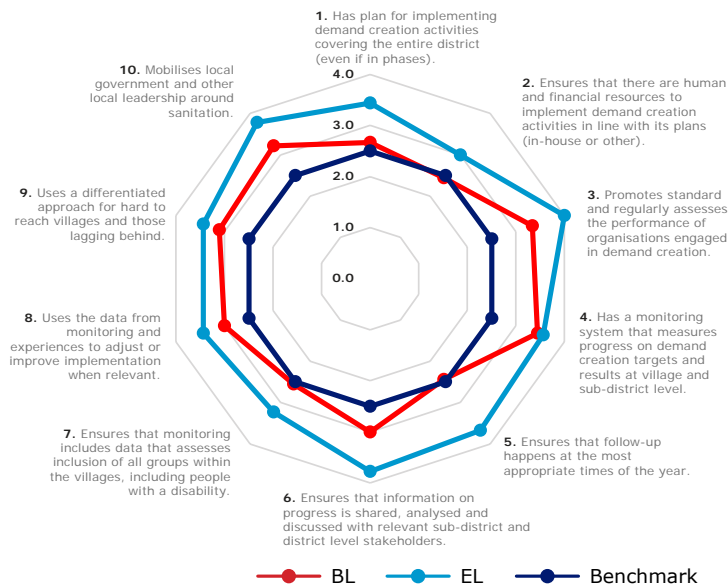 1. Has plan for implementing
demand creation activities
covering the entire district
(even if in phases).
2. Ensures that there are human
and financial resources to
implement demand creation
activities in line with its plans
(in-house or other).
3. Promotes standard
and regularly assesses
the performance of
organisations engaged
in demand creation.
4. Has a monitoring
system that measures
progress on demand
creation targets and
results at village and
sub-district level.
5. Ensures that follow-up
happens at the most
appropriate times of the year.
6. Ensures that information on
progress is shared, analysed and
discussed with relevant sub-district and
district level stakeholders.
7. Ensures that monitoring
includes data that assesses
inclusion of all groups within
the villages, including people
with a disability.
8. Uses the data from
monitoring and
experiences to adjust or
improve implementation
when relevant.
9. Uses a differentiated
approach for hard to
reach villages and those
lagging behind.
10. Mobilises local
government and other
local leadership around
sanitation.
4.0
3.0
2.0
1.0
0.0
BL
EL
Benchmark